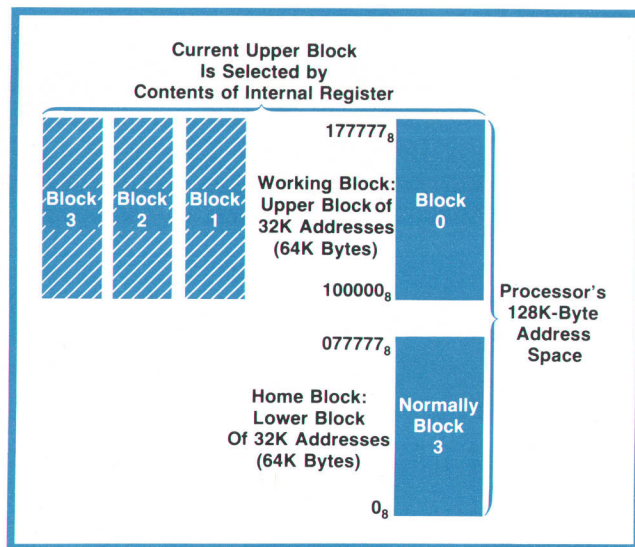 Current Upper Block
Is Selected by
Contents of Internal Register
177777₈
Block
3
Block
2
Block
1
Working Block:
Upper Block of
32K Addresses
(64K Bytes)
Block
0
100000₈
Processor's
128K-Byte
Address
Space
077777₈
Home Block:
Lower Block
Of 32K Addresses
(64K Bytes)
Normally
Block
3
0₈